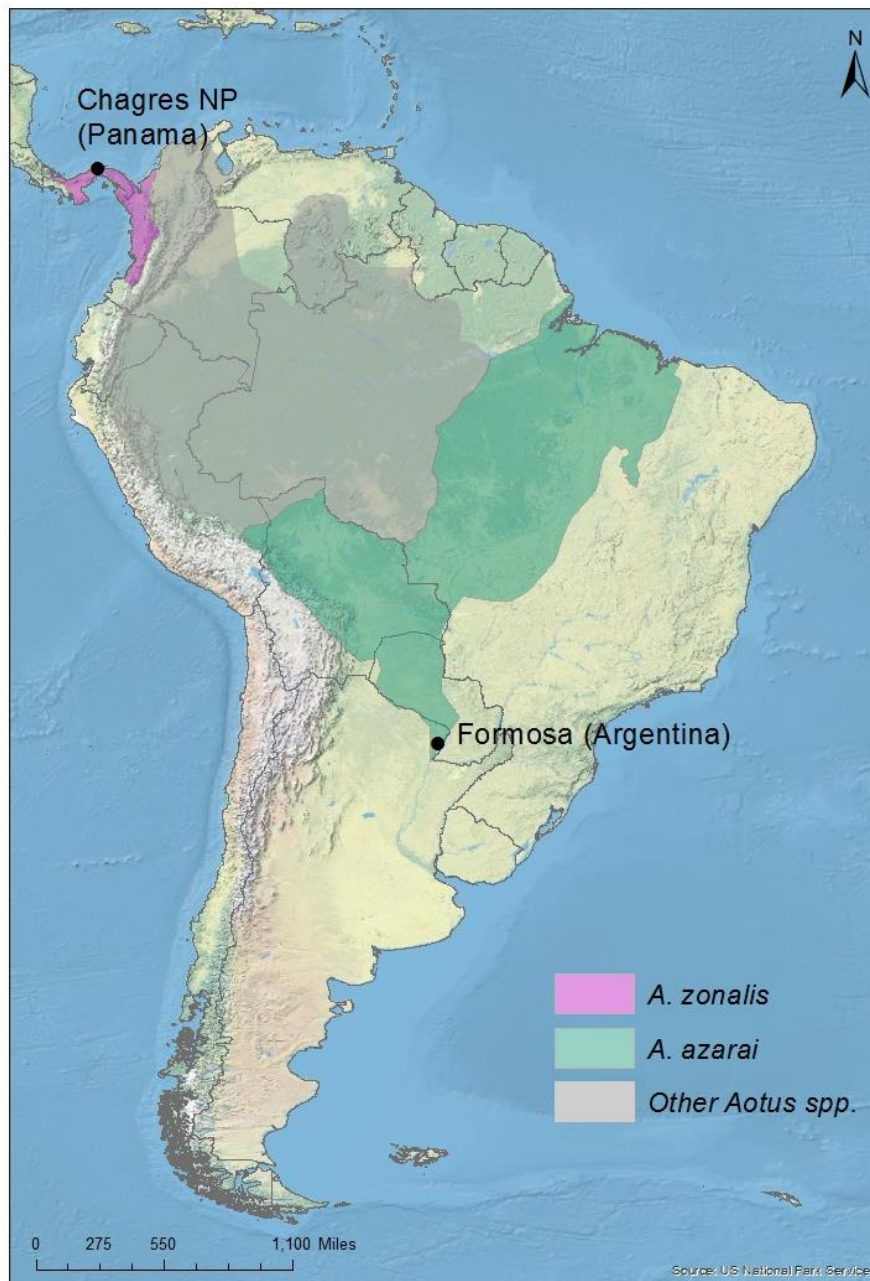 N
Chagres NP
(Panama)
Formosa (Argentina)
A. zonalis
A. azarai
Other Aotus spp.
0 275 550 1,100 Miles
Source: US National Park Service